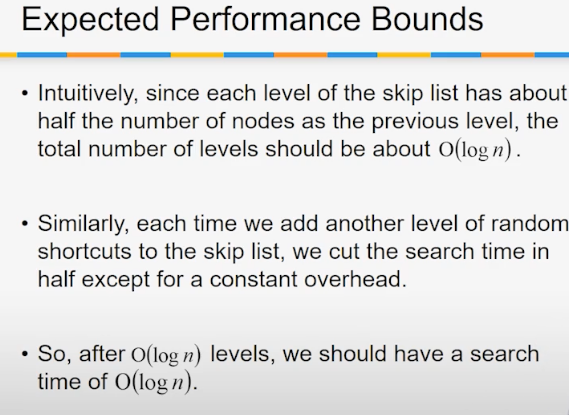 Expected Performance Bounds
• Intuitively, since each level of the skip list has about
half the number of nodes as the previous level, the
total number of levels should be about O(log n).
• Similarly, each time we add another level of random
shortcuts to the skip list, we cut the search time in
half except for a constant overhead.
• So, after O(log n) levels, we should have a search
time of O(log n).